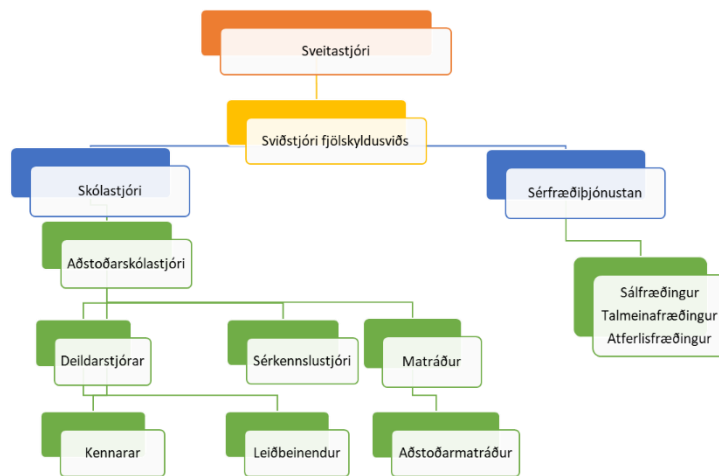 Sveitastjóri
Sviðstjóri fjölskyldusviðs
Skólastjóri
Sérfræðiþjónustan
Aðstoðarskólastjóri
Sálfræðingur
Talmeinafræðingur
Atferlisfræðingur
Deildarstjórar
Sérkennslustjóri
Matráður
Kennarar
Leiðbeinendur
Aðstoðarmatráður